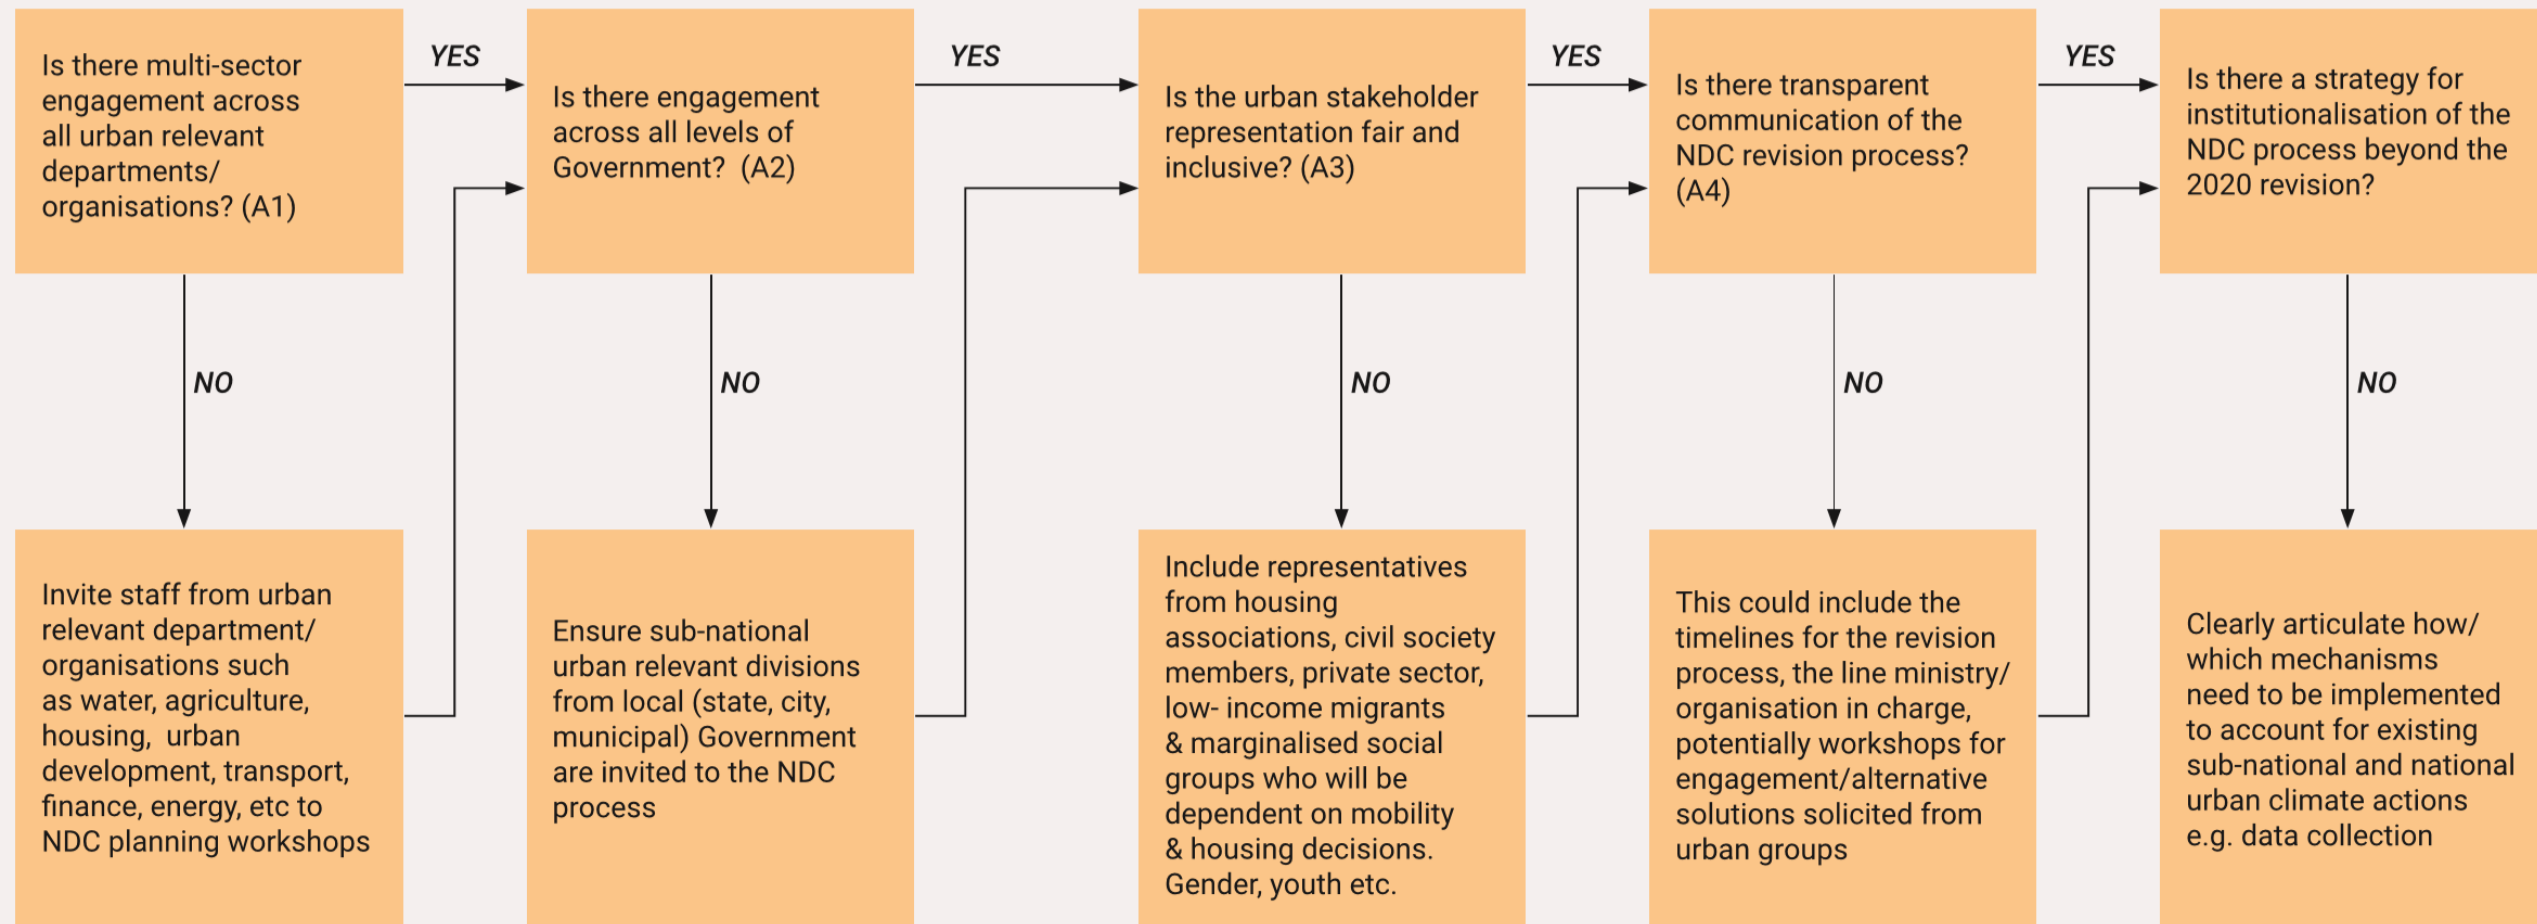 Is there multi-sector
engagement across
all urban relevant
departments/
organisations? (A1)
YES
Is there engagement
across all levels of
Government?  (A2)
YES
Is the urban stakeholder
representation fair and
inclusive? (A3)
YES
Is there transparent
communication of the
NDC revision process?
(A4)
YES
Is there a strategy for
institutionalisation of the
NDC process beyond the
2020 revision?
NO
NO
NO
NO
NO
Invite staff from urban
relevant department/
organisations such
as water, agriculture,
housing,  urban
development, transport,
finance, energy, etc to
NDC planning workshops
Ensure sub-national
urban relevant divisions
from local (state, city,
municipal) Government
are invited to the NDC
process
Include representatives
from housing
associations, civil society
members, private sector,
low- income migrants
& marginalised social
groups who will be
dependent on mobility
& housing decisions.
Gender, youth etc.
This could include the
timelines for the revision
process, the line ministry/
organisation in charge,
potentially workshops for
engagement/alternative
solutions solicited from
urban groups
Clearly articulate how/
which mechanisms
need to be implemented
to account for existing
sub-national and national
urban climate actions
e.g. data collection